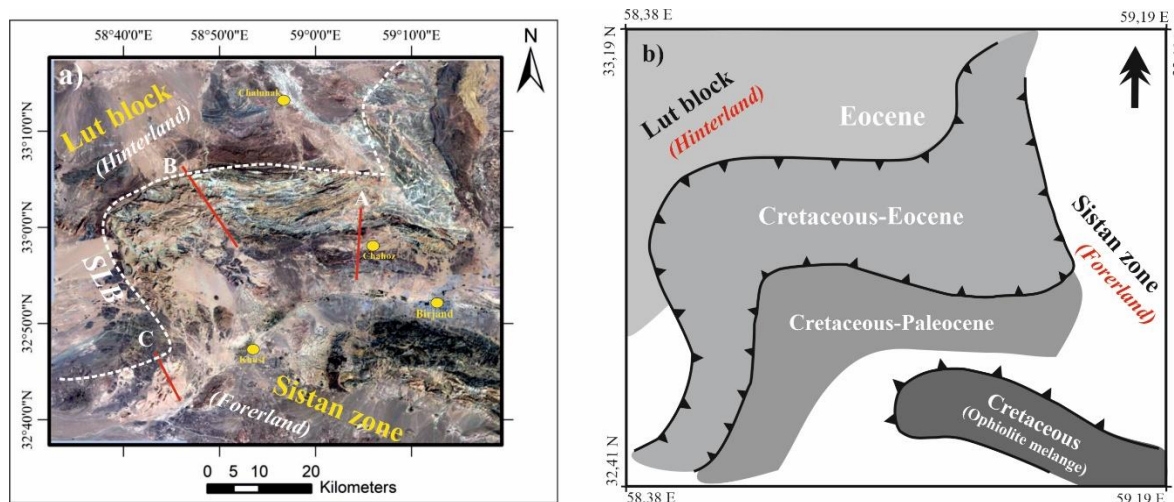 58°40'0"E 58°50'0"E 59°0'0"E 59°10'0"E
33°10'0"N
33°0'0"N
32°50'0"N
32°40'0"N
a)
N
Chalunak
Lut block
(Hinterland)
B
A
Chahoz
SLB
Birjand
C
Khusf
Sistan zone
(Forerland)
0 5 10 20
Kilometers
58,38 E
59,19 E
33,19 N
b)
Lut block
(Hinterland)
Eocene
Cretaceous-Eocene
Sistan zone
(Forerland)
Cretaceous-Paleocene
Cretaceous
(Ophiolite melange)
32,41 N
58,38 E
59,19 E